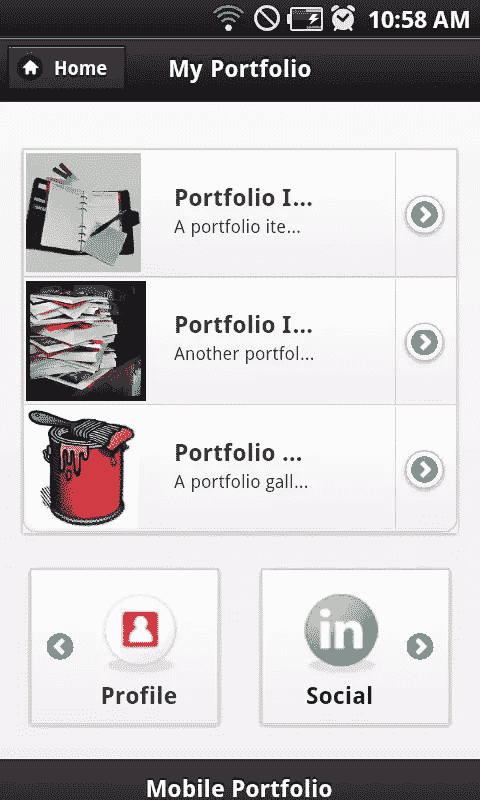 10:58 AM
Home
My Portfolio
Portfolio I...
A portfolio ite...
Portfolio I...
Another portfol...
Portfolio ...
A portfolio gall...
in
Profile
Social
Mobile Portfolio